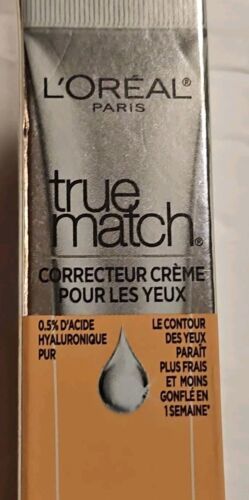 L'ORÉAL®
PARIS
true
match®
CORRECTEUR CRÈME
POUR LES YEUX
0.5% D'ACIDE
HYALURONIQUE
PUR
LE CONTOUR
DES YEUX
PARAÎT
PLUS FRAIS
ET MOINS
GONFLÉ EN
1 SEMAINE*